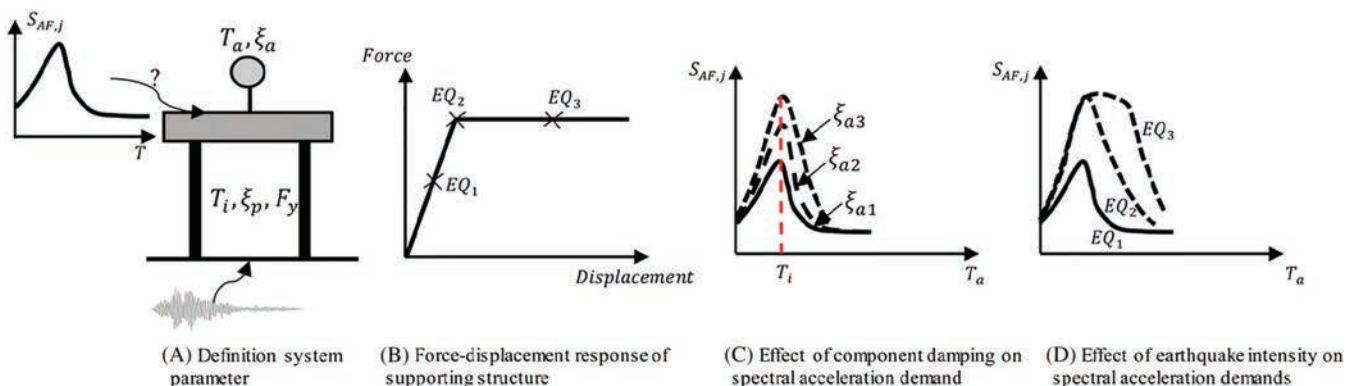 S_{AF,j}
?
T
T_a, ξ_a
T_i, ξ_p, F_y
(A) Definition system
parameter
Force
EQ_2
EQ_3
EQ_1
Displacement
(B) Force-displacement response of
supporting structure
S_{AF,j}
ξ_{a3}
ξ_{a2}
ξ_{a1}
T_i
T_a
(C) Effect of component damping on
spectral acceleration demand
S_{AF,j}
EQ_3
EQ_2
EQ_1
T_a
(D) Effect of earthquake intensity on
spectral acceleration demands